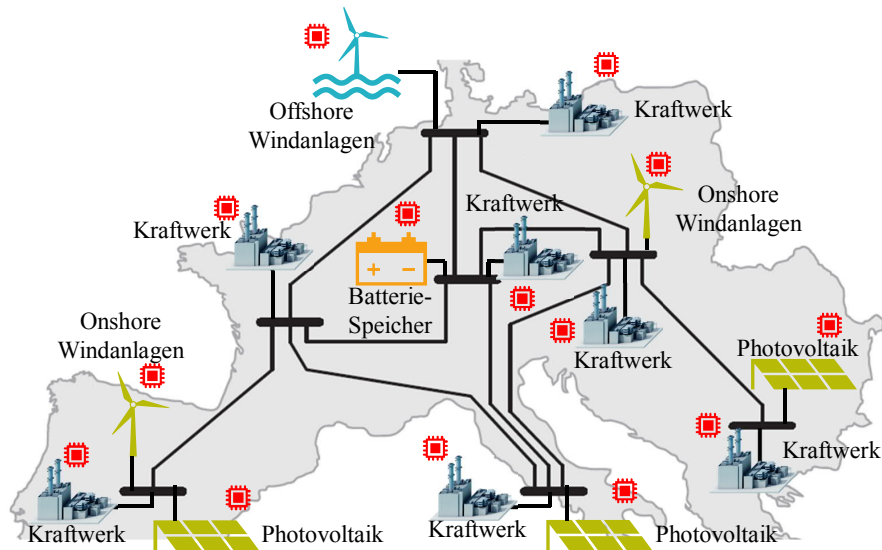 Offshore
Windanlagen
Kraftwerk
Onshore
Windanlagen
Kraftwerk
Kraftwerk
Batterie-
Speicher
Kraftwerk
Onshore
Windanlagen
Photovoltaik
Kraftwerk
Kraftwerk
Photovoltaik
Kraftwerk
Photovoltaik